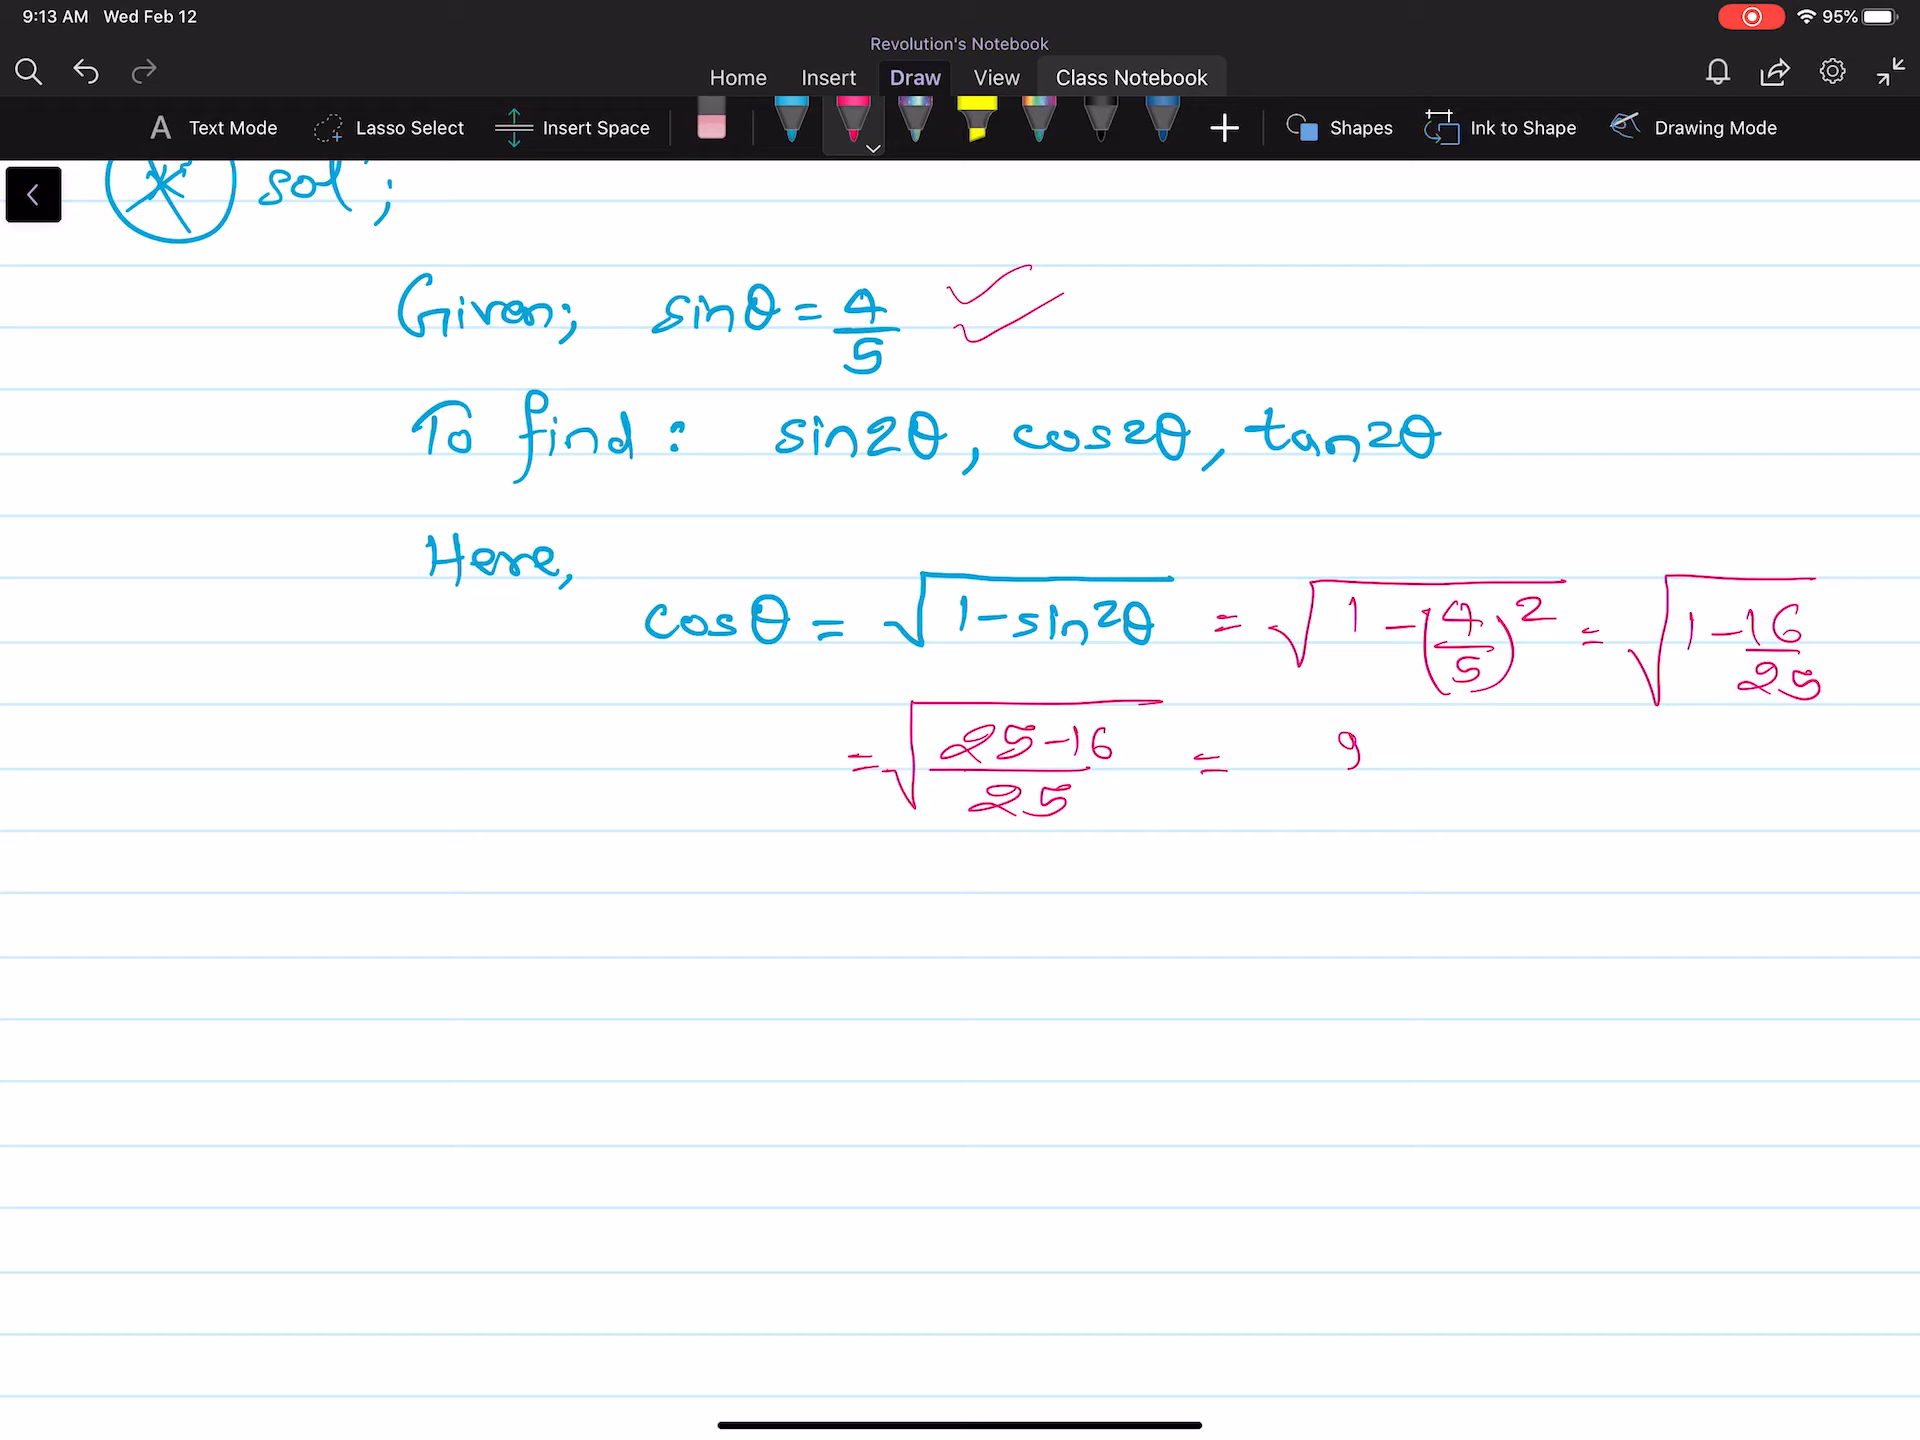 9:13 AM Wed Feb 12
95%
Revolution's Notebook
Home Insert Draw View Class Notebook
Text Mode Lasso Select Insert Space Shapes Ink to Shape Drawing Mode
sol;
Given; sinθ = 4/5
To find : sin2θ, cos2θ, tan2θ
Here,
cosθ = √(1-sin²θ) = √(1-(4/5)²) = √(1-16/25)
= √((25-16)/25) = 9